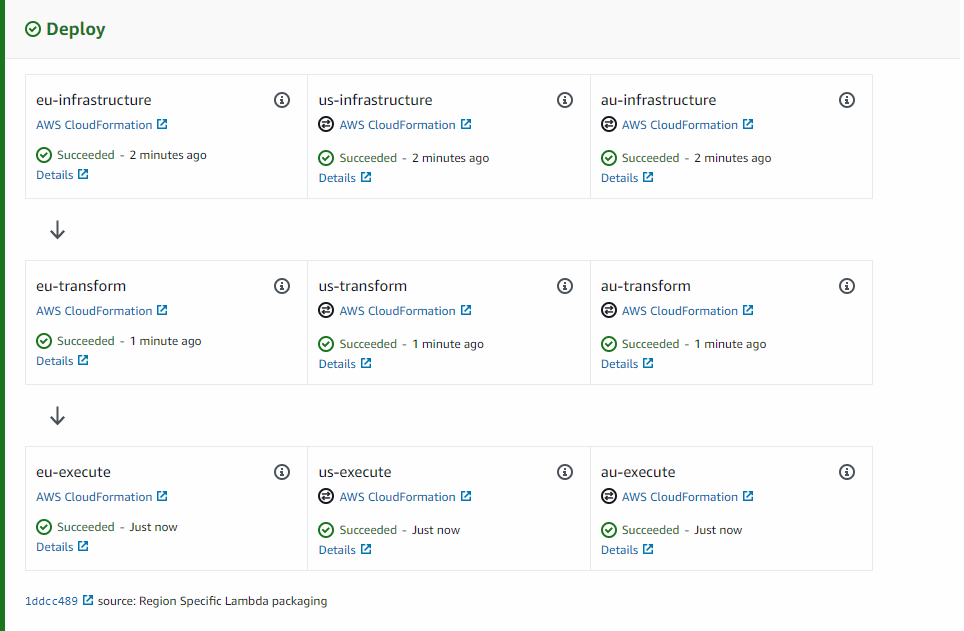 Deploy
eu-infrastructure
AWS CloudFormation
Succeeded - 2 minutes ago
Details
us-infrastructure
AWS CloudFormation
Succeeded - 2 minutes ago
Details
au-infrastructure
AWS CloudFormation
Succeeded - 2 minutes ago
Details
eu-transform
AWS CloudFormation
Succeeded - 1 minute ago
Details
us-transform
AWS CloudFormation
Succeeded - 1 minute ago
Details
au-transform
AWS CloudFormation
Succeeded - 1 minute ago
Details
eu-execute
AWS CloudFormation
Succeeded - Just now
Details
us-execute
AWS CloudFormation
Succeeded - Just now
Details
au-execute
AWS CloudFormation
Succeeded - Just now
Details
1ddcc489 source: Region Specific Lambda packaging